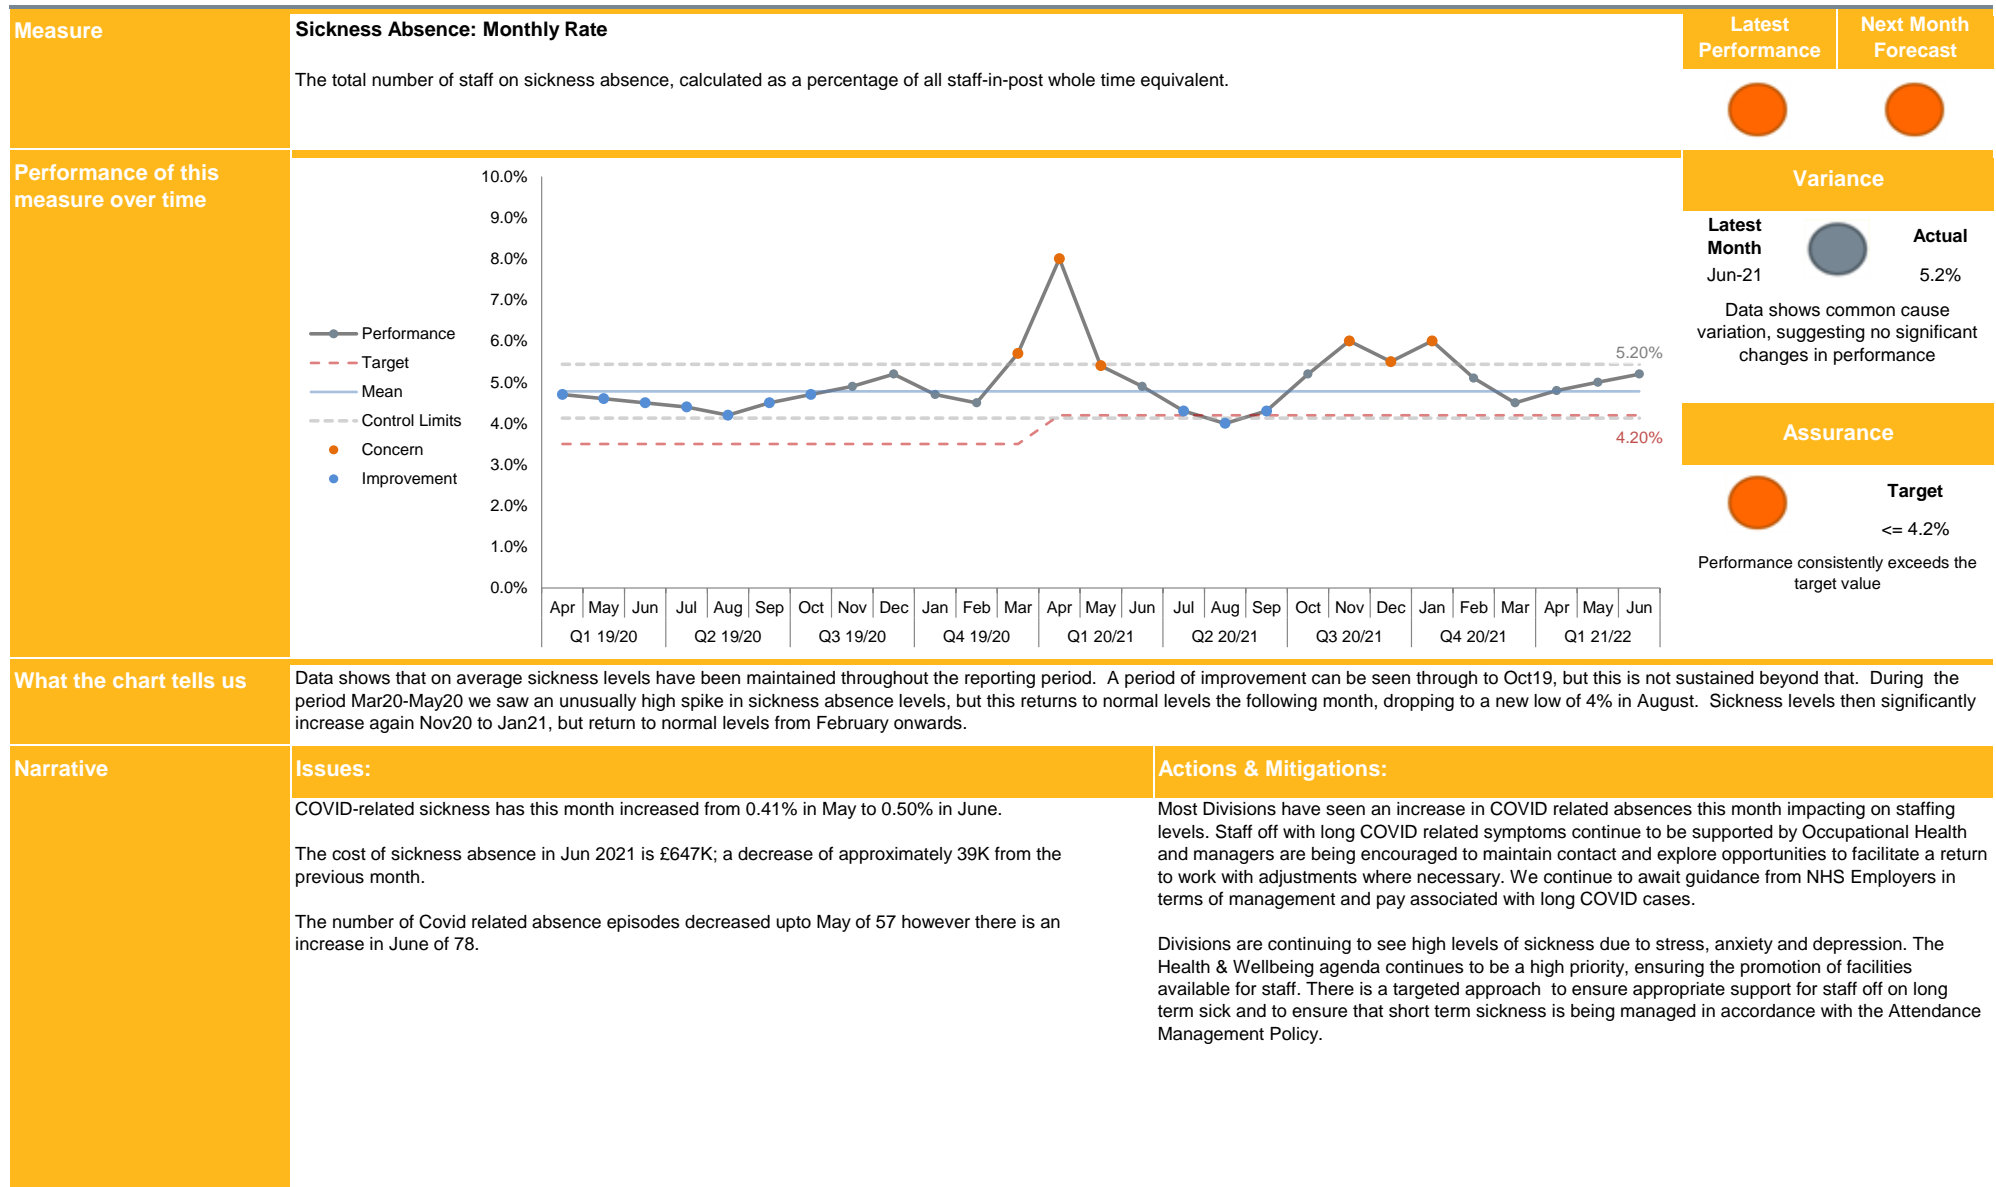 Measure
Sickness Absence: Monthly Rate
The total number of staff on sickness absence, calculated as a percentage of all staff-in-post whole time equivalent.
Latest
Performance
Next Month
Forecast
Performance of this
measure over time
10.0%
9.0%
8.0%
7.0%
6.0%
5.0%
4.0%
3.0%
2.0%
1.0%
0.0%
Performance
Target
Mean
Control Limits
Concern
Improvement
5.20%
4.20%
Apr May Jun Jul Aug Sep Oct Nov Dec Jan Feb Mar Apr May Jun Jul Aug Sep Oct Nov Dec Jan Feb Mar Apr May Jun
Q1 19/20 Q2 19/20 Q3 19/20 Q4 19/20 Q1 20/21 Q2 20/21 Q3 20/21 Q4 20/21 Q1 21/22
Variance
Latest
Month
Actual
Jun-21
5.2%
Data shows common cause
variation, suggesting no significant
changes in performance
Assurance
Target
<= 4.2%
Performance consistently exceeds the
target value
What the chart tells us
Data shows that on average sickness levels have been maintained throughout the reporting period. A period of improvement can be seen through to Oct19, but this is not sustained beyond that. During the
period Mar20-May20 we saw an unusually high spike in sickness absence levels, but this returns to normal levels the following month, dropping to a new low of 4% in August. Sickness levels then significantly
increase again Nov20 to Jan21, but return to normal levels from February onwards.
Narrative
Issues:
COVID-related sickness has this month increased from 0.41% in May to 0.50% in June.
The cost of sickness absence in Jun 2021 is £647K; a decrease of approximately 39K from the
previous month.
The number of Covid related absence episodes decreased upto May of 57 however there is an
increase in June of 78.
Actions & Mitigations:
Most Divisions have seen an increase in COVID related absences this month impacting on staffing
levels. Staff off with long COVID related symptoms continue to be supported by Occupational Health
and managers are being encouraged to maintain contact and explore opportunities to facilitate a return
to work with adjustments where necessary. We continue to await guidance from NHS Employers in
terms of management and pay associated with long COVID cases.
Divisions are continuing to see high levels of sickness due to stress, anxiety and depression. The
Health & Wellbeing agenda continues to be a high priority, ensuring the promotion of facilities
available for staff. There is a targeted approach to ensure appropriate support for staff off on long
term sick and to ensure that short term sickness is being managed in accordance with the Attendance
Management Policy.